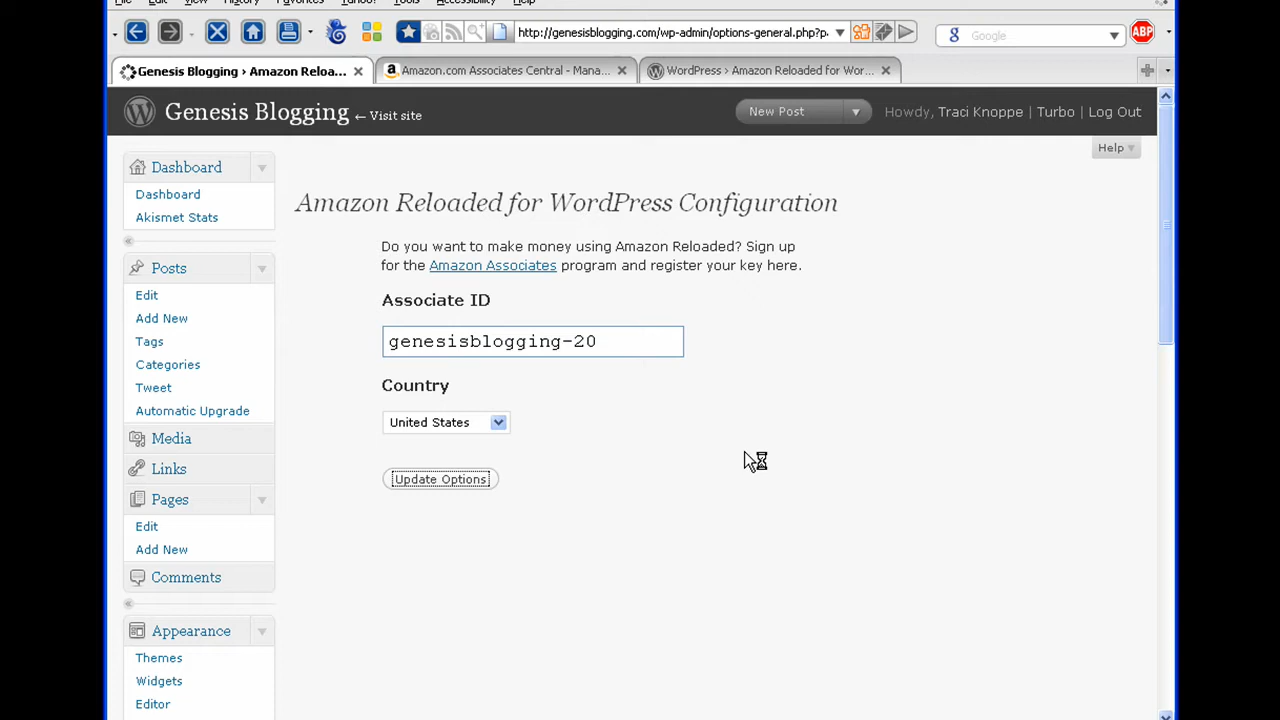 File Edit View History Favorites Yahoo! Tools Accessibility Help
http://genesisblogging.com/wp-admin/options-general.php?p.
Google
ABP
Genesis Blogging › Amazon Reloa...
Amazon.com Associates Central - Mana...
WordPress › Amazon Reloaded for Wor...
Genesis Blogging ← Visit site
New Post
Howdy, Traci Knoppe | Turbo | Log Out
Help
Dashboard
Dashboard
Akismet Stats
Posts
Edit
Add New
Tags
Categories
Tweet
Automatic Upgrade
Media
Links
Pages
Edit
Add New
Comments
Appearance
Themes
Widgets
Editor
Amazon Reloaded for WordPress Configuration
Do you want to make money using Amazon Reloaded? Sign up
for the Amazon Associates program and register your key here.
Associate ID
genesisblogging-20
Country
United States
Update Options